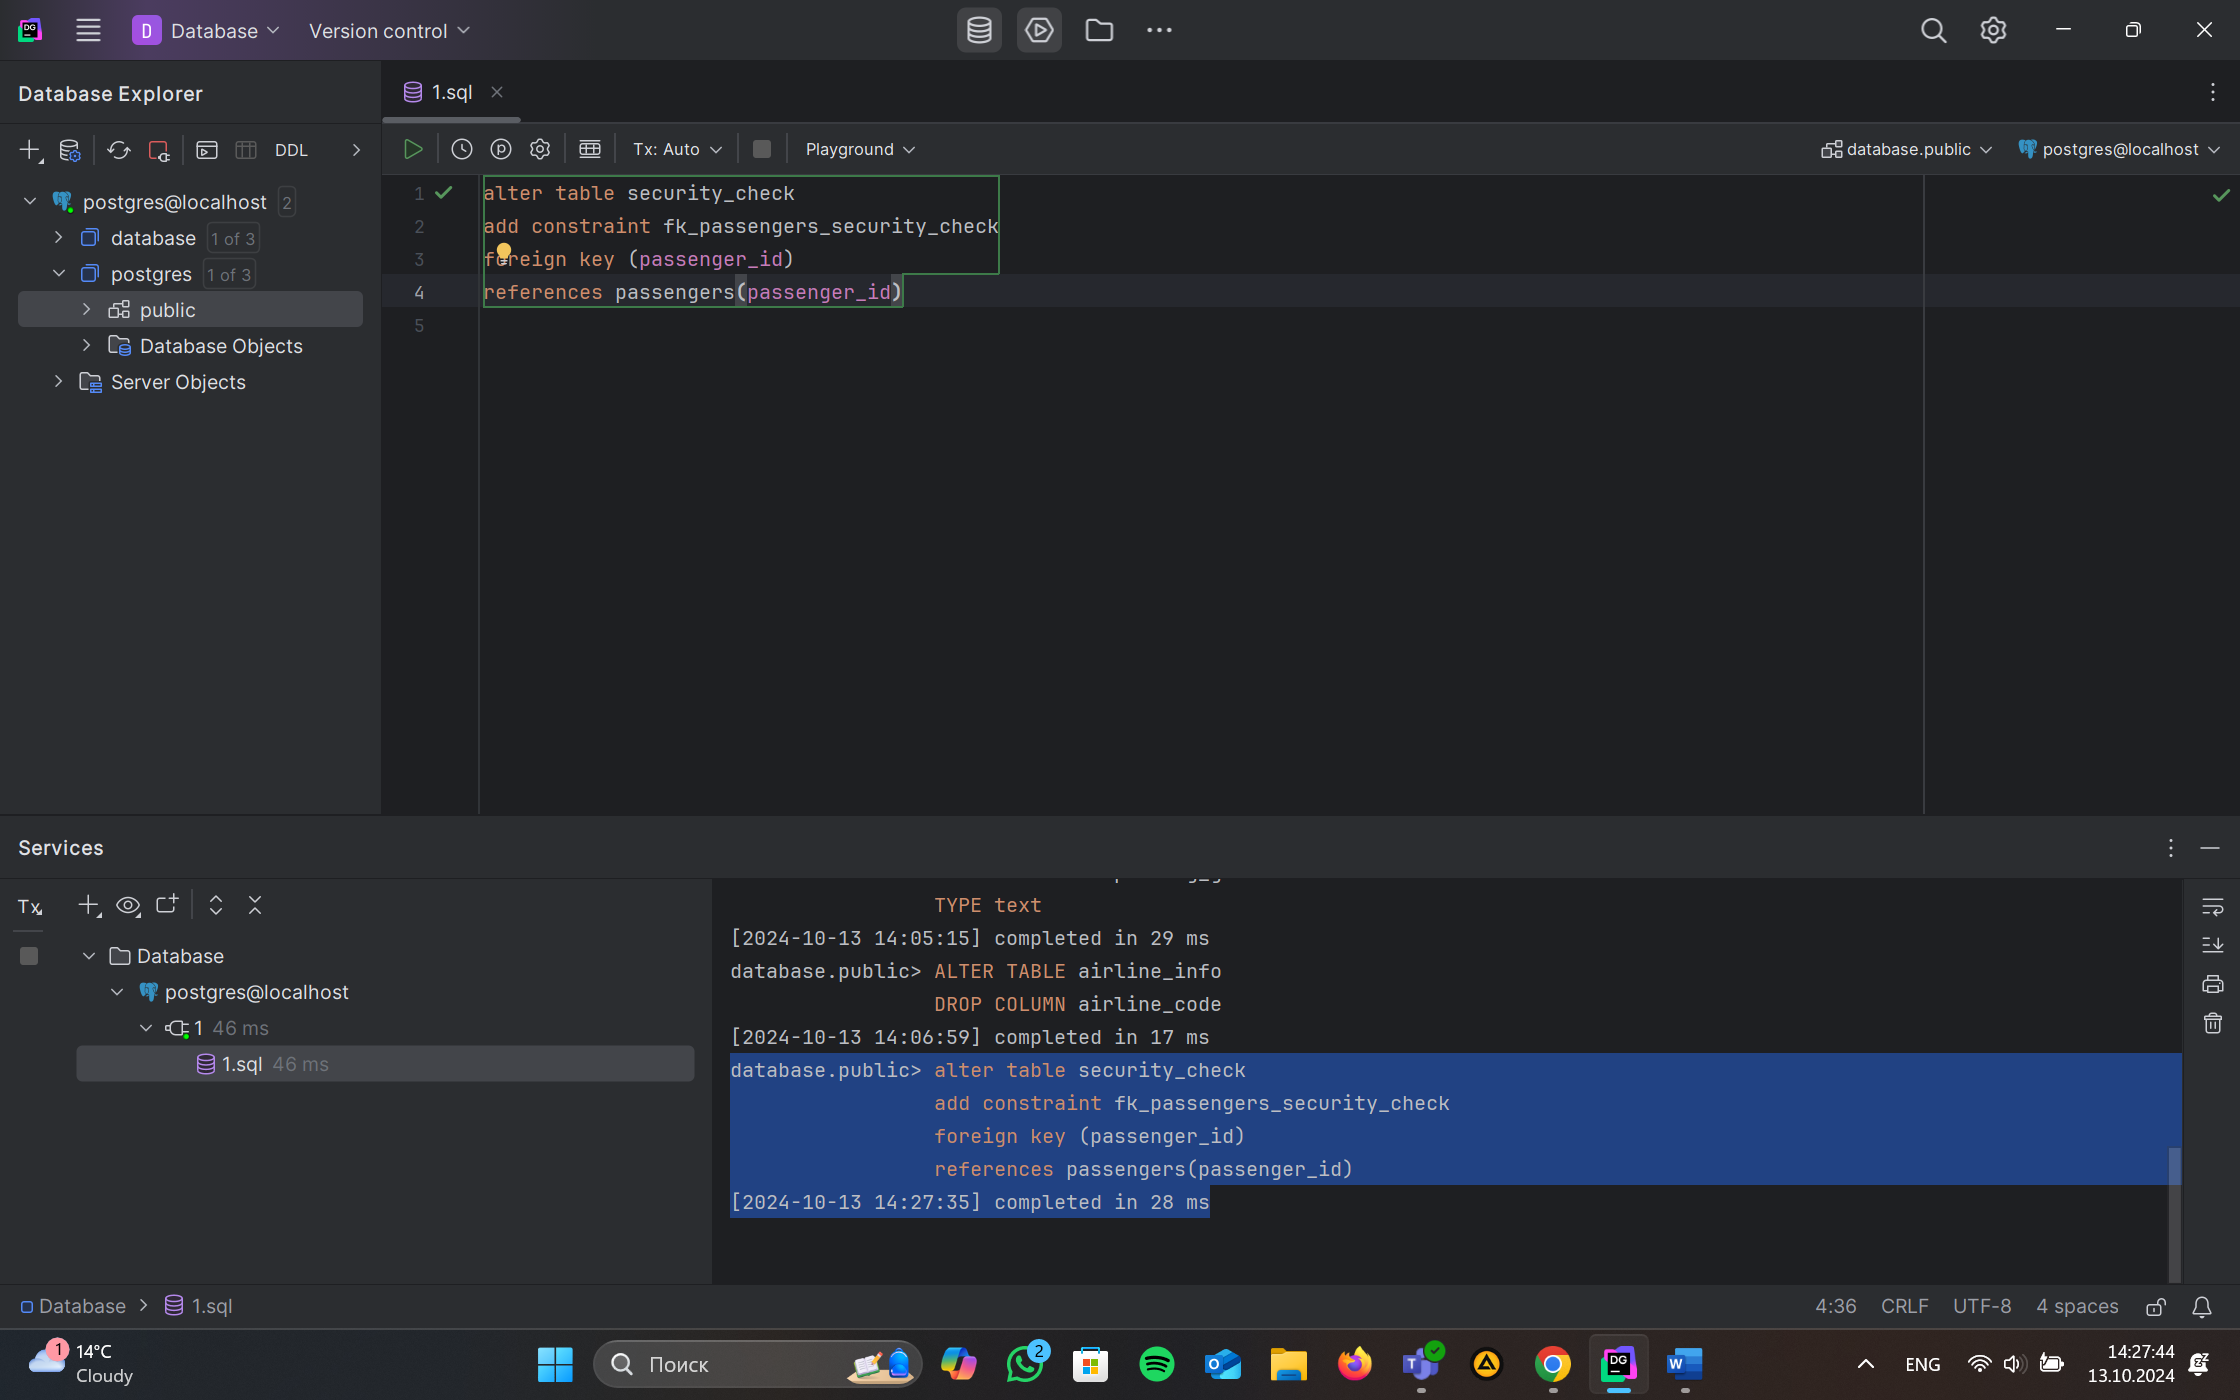 DG
D Database Version control
Database Explorer
1.sql
DDL
Tx: Auto
Playground
database.public
postgres@localhost
postgres@localhost 2
database 1 of 3
postgres 1 of 3
public
Database Objects
Server Objects
1 alter table security_check
2 add constraint fk_passengers_security_check
3 foreign key (passenger_id)
4 references passengers(passenger_id)
5
Services
Tx
Database
postgres@localhost
1 46 ms
1.sql 46 ms
TYPE text
[2024-10-13 14:05:15] completed in 29 ms
database.public> ALTER TABLE airline_info
DROP COLUMN airline_code
[2024-10-13 14:06:59] completed in 17 ms
database.public> alter table security_check
add constraint fk_passengers_security_check
foreign key (passenger_id)
references passengers(passenger_id)
[2024-10-13 14:27:35] completed in 28 ms
Database > 1.sql
4:36 CRLF UTF-8 4 spaces
1 14°C
Cloudy
Поиск
2
DG
ENG
14:27:44
13.10.2024